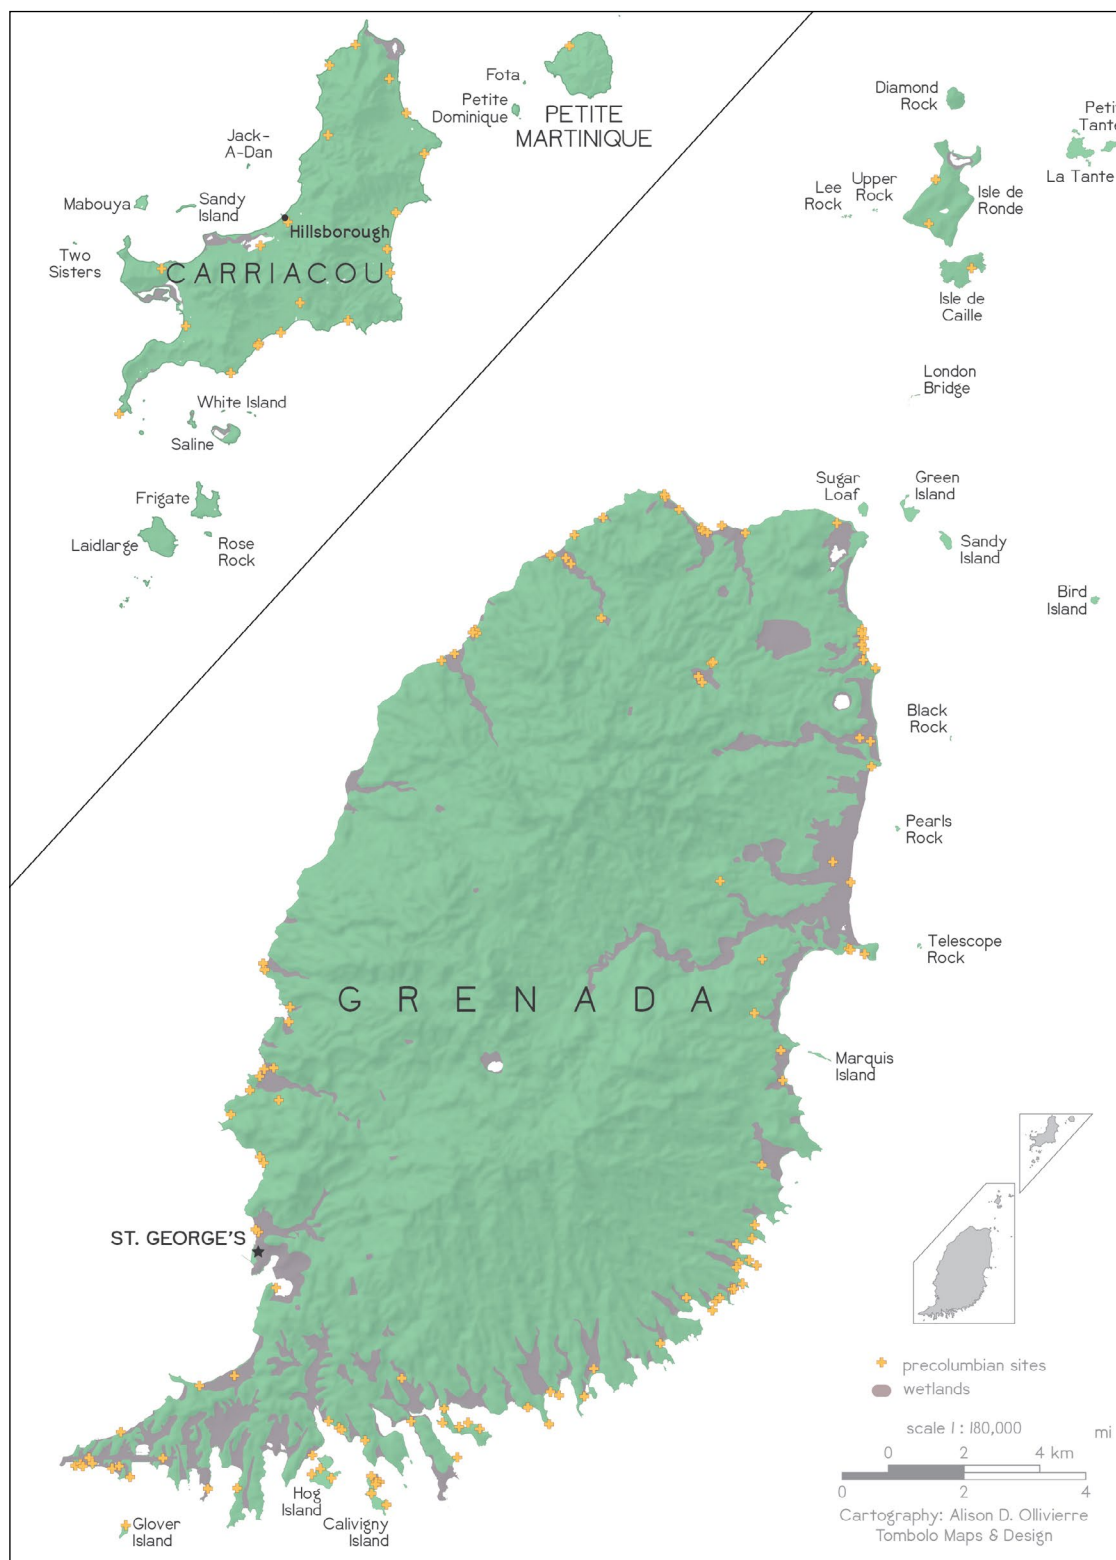 Fota
Petite
Dominique
PETITE
MARTINIQUE
Jack-
A-Dan
Mabouya
Sandy
Island
Two
Sisters
Hillsborough
CARRIACOU
White Island
Saline
Frigate
Laidlarge
Rose
Rock
Diamond
Rock
Tante
La Tante
Lee
Rock
Upper
Rock
Isle de
Ronde
Isle de
Caille
London
Bridge
Sugar
Loaf
Green
Island
Sandy
Island
Bird
Island
Black
Rock
Pearls
Rock
Telescope
Rock
GRENADA
Marquis
Island
ST. GEORGE'S
Hog
Island
Calivigny
Island
Glover
Island
precolumbian sites
wetlands
scale 1 : 180,000
mi
0 2 4 km
0 2 4
Cartography: Alison D. Ollivierre
Tombolo Maps & Design